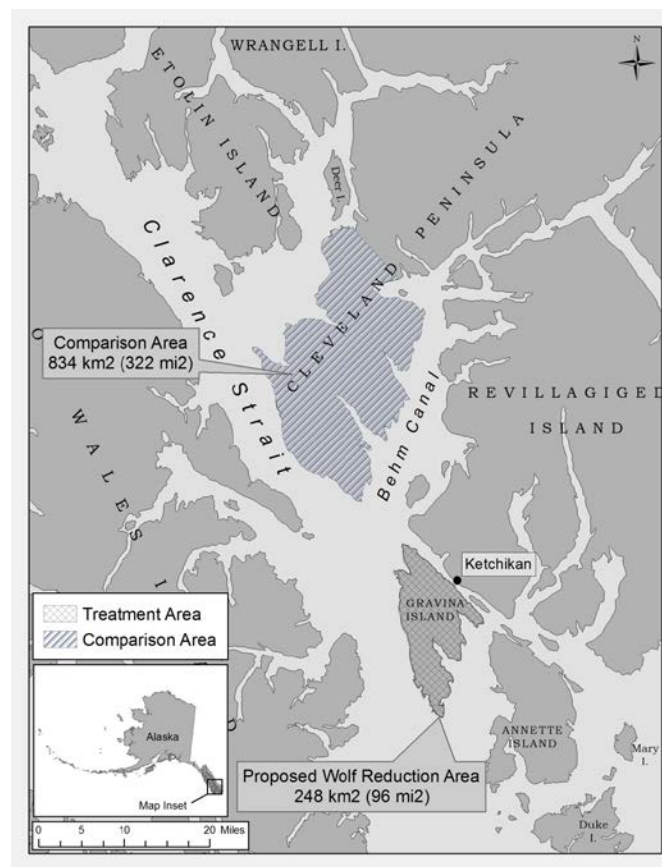 N
WRANGELL I.
ETOLIN ISLAND
Deer I.
CLEVELAND PENINSULA
Clarence Strait
Comparison Area
834 km2 (322 mi2)
Behm Canal
REVILLAGIGED
ISLAND
WALES I
Ketchikan
GRAVINA
ISLAND
Treatment Area
Comparison Area
Alaska
Map Inset
0 5 10 20 Miles
Proposed Wolf Reduction Area
248 km2 (96 mi2)
ANNETTE
ISLAND
Mary
I.
Duke
I.